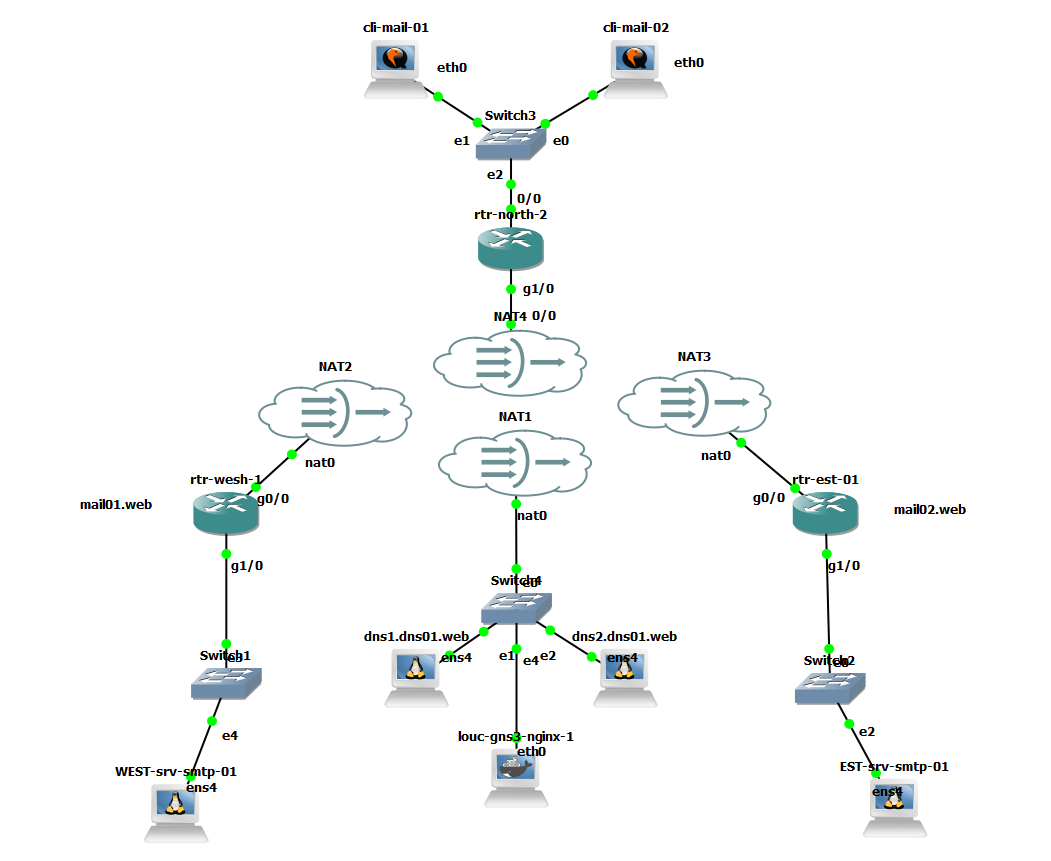 cli-mail-01
cli-mail-02
eth0
eth0
Switch3
e1
e0
e2
0/0
rtr-north-2
g1/0
NAT4 0/0
NAT2
NAT3
NAT1
nat0
nat0
rtr-wesh-1
g0/0
mail01.web
rtr-est-01
g0/0
mail02.web
nat0
g1/0
g1/0
Switch4
dns1.dns01.web
dns2.dns01.web
ens4
e1
e4
e2
ens4
Switch1
e3
Switch2
e0
e4
e2
louc-gns3-nginx-1
eth0
WEST-srv-smtp-01
ens4
EST-srv-smtp-01
ens4